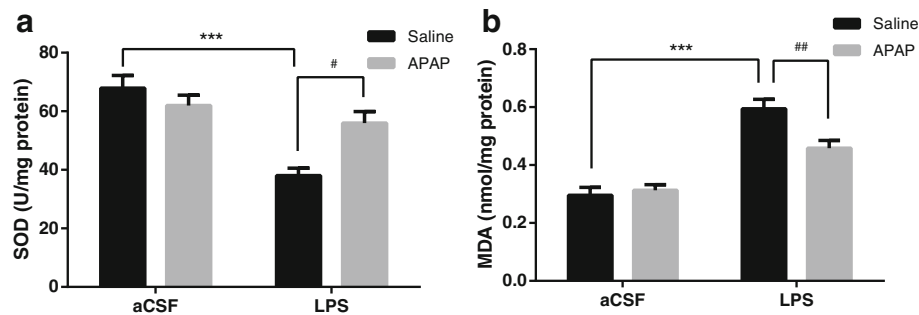 a
Saline
APAP
***
#
80
60
40
20
0
SOD (U/mg protein)
aCSF
LPS
b
Saline
APAP
***
##
0.8
0.6
0.4
0.2
0.0
MDA (nmol/mg protein)
aCSF
LPS